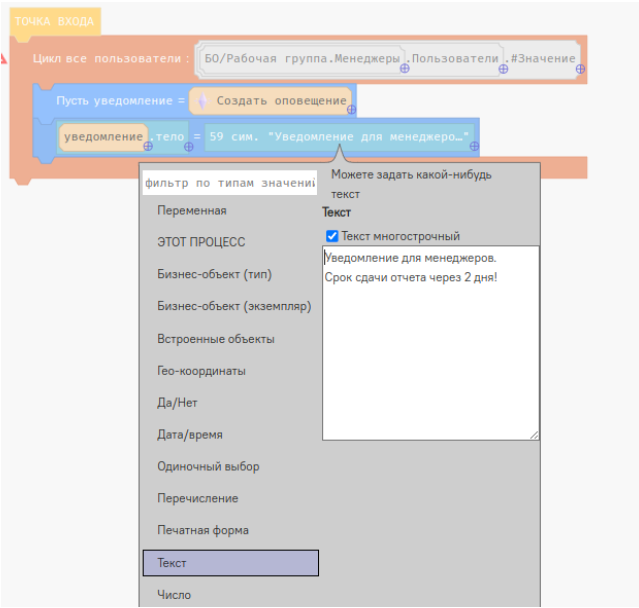 ТОЧКА ВХОДА
Цикл все пользователи : БО/Рабочая группа.Менеджеры .Пользователи .#Значение
Пусть уведомление = Создать оповещение
уведомление .тело = 59 сим. "Уведомление для менеджеро…"
фильтр по типам значений
Переменная
ЭТОТ ПРОЦЕСС
Бизнес-объект (тип)
Бизнес-объект (экземпляр)
Встроенные объекты
Гео-координаты
Да/Нет
Дата/время
Одиночный выбор
Перечисление
Печатная форма
Текст
Число
Можете задать какой-нибудь
текст
Текст
Текст многострочный
Уведомление для менеджеров.
Срок сдачи отчета через 2 дня!